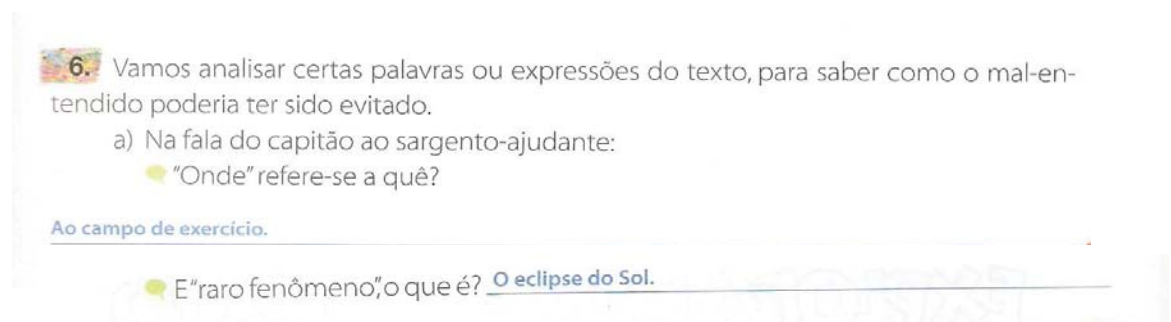 6. Vamos analisar certas palavras ou expressões do texto, para saber como o mal-en-
tendido poderia ter sido evitado.
a) Na fala do capitão ao sargento-ajudante:
"Onde" refere-se a quê?
Ao campo de exercício.
E "raro fenômeno", o que é? O eclipse do Sol.